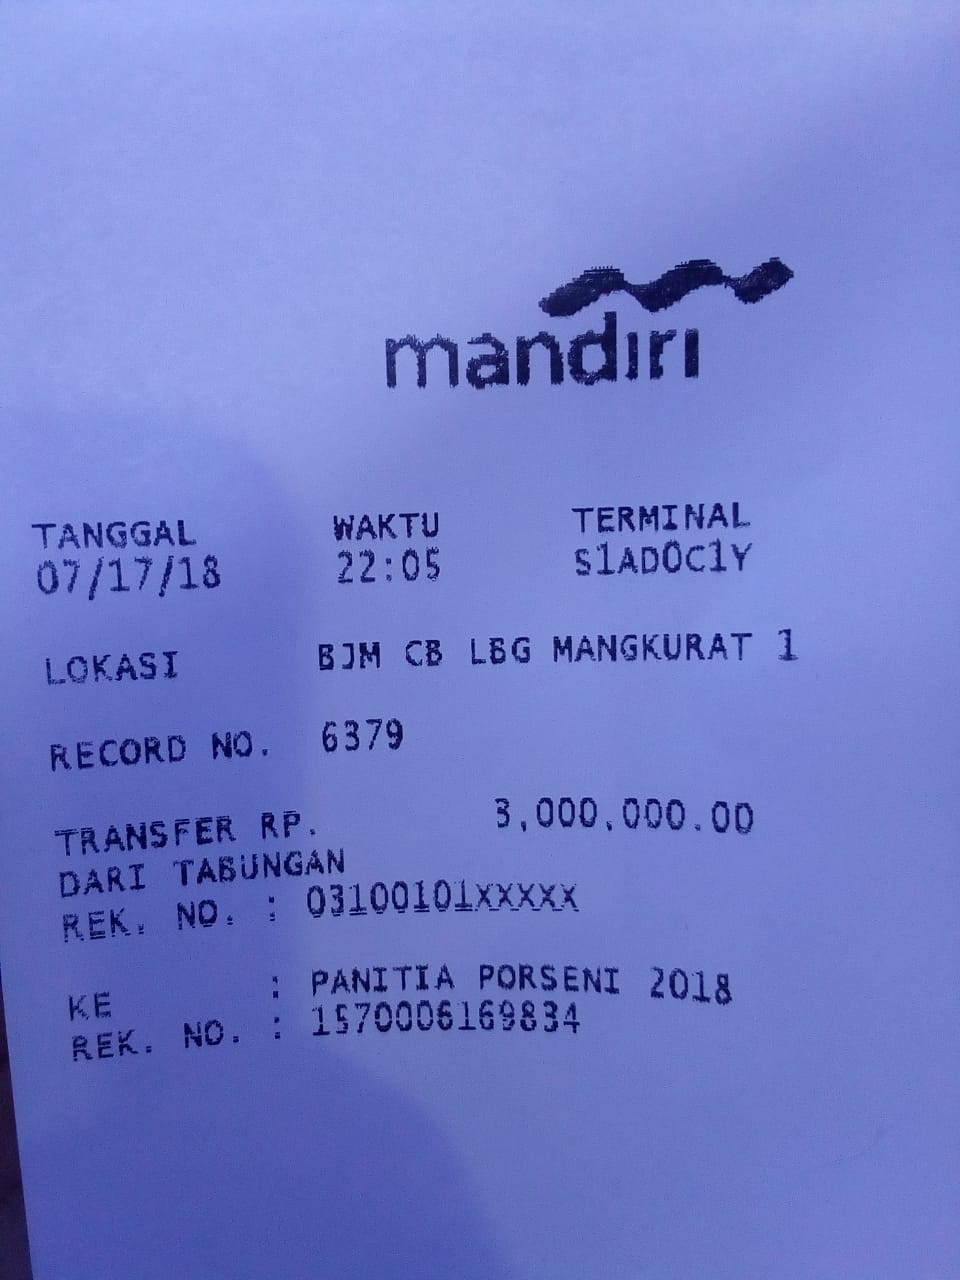 mandiri
TANGGAL WAKTU TERMINAL
07/17/18 22:05 S1AD0C1Y
LOKASI BJM CB LBG MANGKURAT 1
RECORD NO. 6379
TRANSFER RP. 3,000,000.00
DARI TABUNGAN
REK. NO. : 03100101XXXXX
KE : PANITIA PORSENI 2018
REK. NO. : 1570006169834